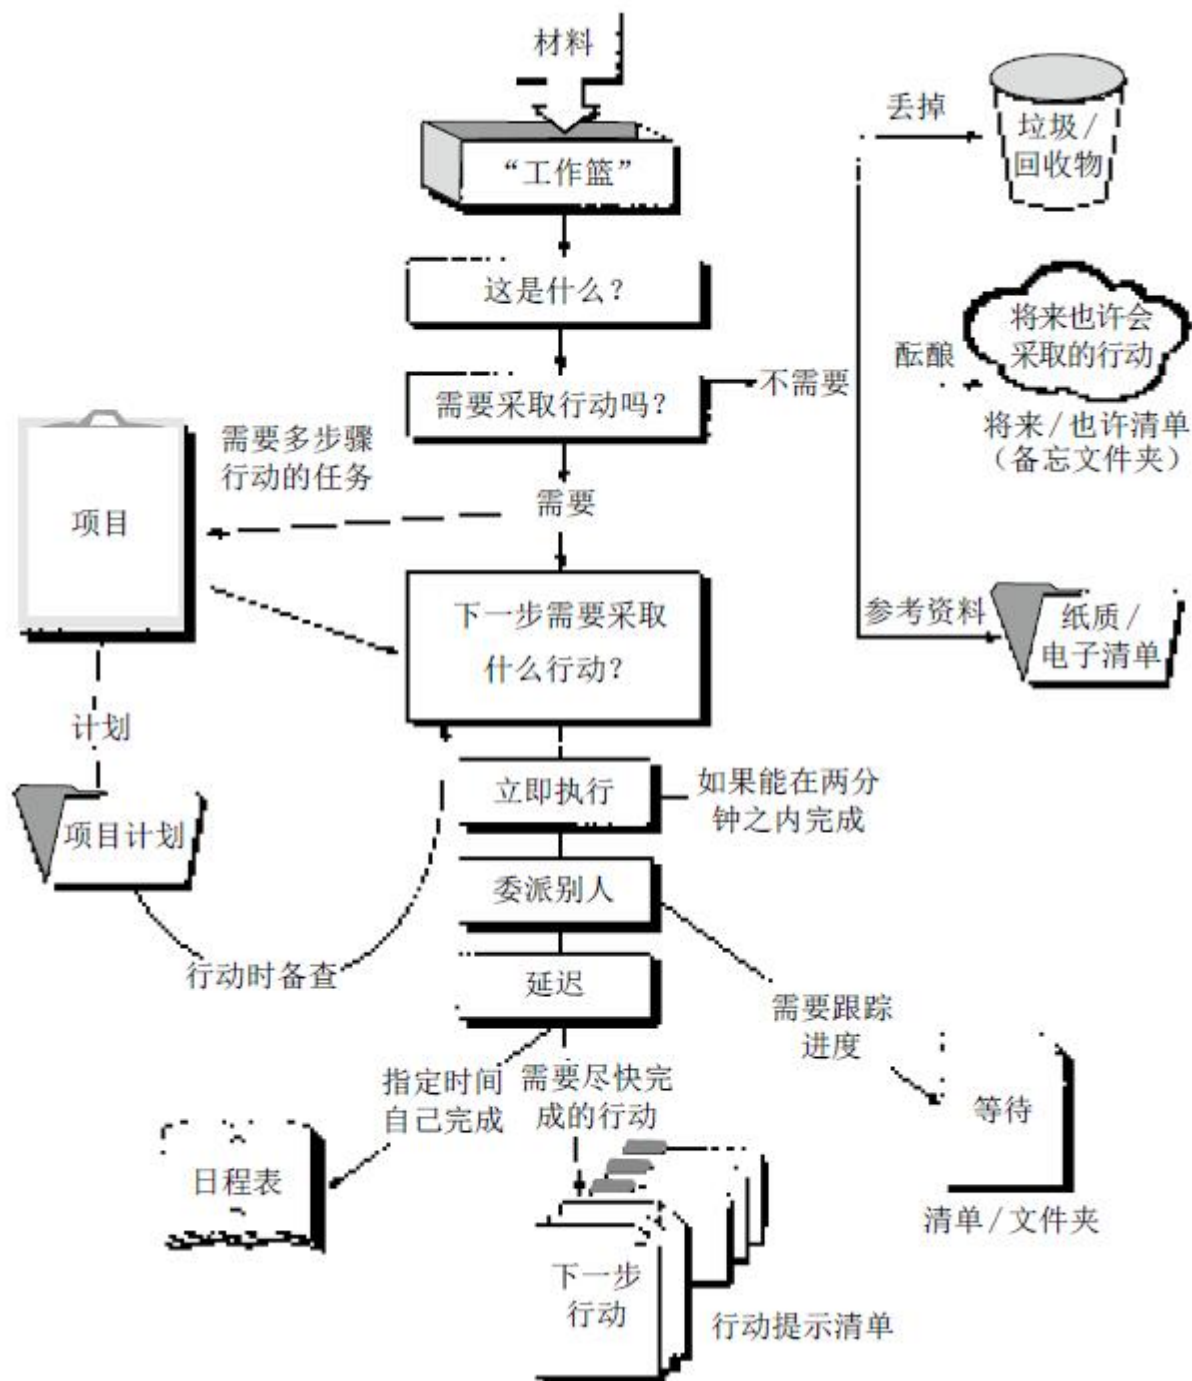 材料
“工作篮”
这是什么？
需要采取行动吗？
不需要
丢掉
垃圾/
回收物
酝酿
将来也许会
采取的行动
将来/也许清单
（备忘文件夹）
参考资料
纸质/
电子清单
需要
需要多步骤
行动的任务
项目
计划
项目计划
行动时备查
下一步需要采取
什么行动？
立即执行
如果能在两分
钟之内完成
委派别人
需要跟踪
进度
等待
清单/文件夹
延迟
指定时间
自己完成
日程表
需要尽快完
成的行动
下一步
行动
行动提示清单